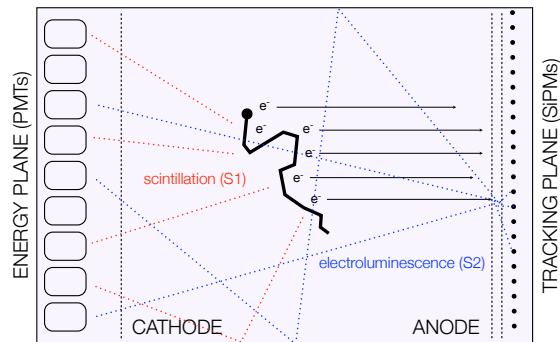 ENERGY PLANE (PMTs)
e-
e-
e-
e-
scintillation (S1)
e-
e-
electroluminescence (S2)
CATHODE
ANODE
TRACKING PLANE (SiPMs)